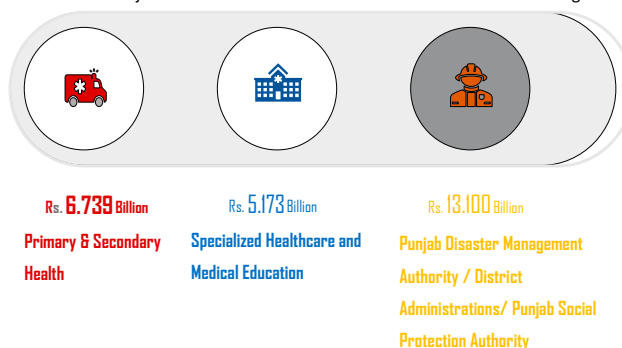 Rs. 6.739 Billion
Primary & Secondary
Health
Rs. 5.173 Billion
Specialized Healthcare and
Medical Education
Rs. 13.100 Billion
Punjab Disaster Management
Authority / District
Administrations/ Punjab Social
Protection Authority